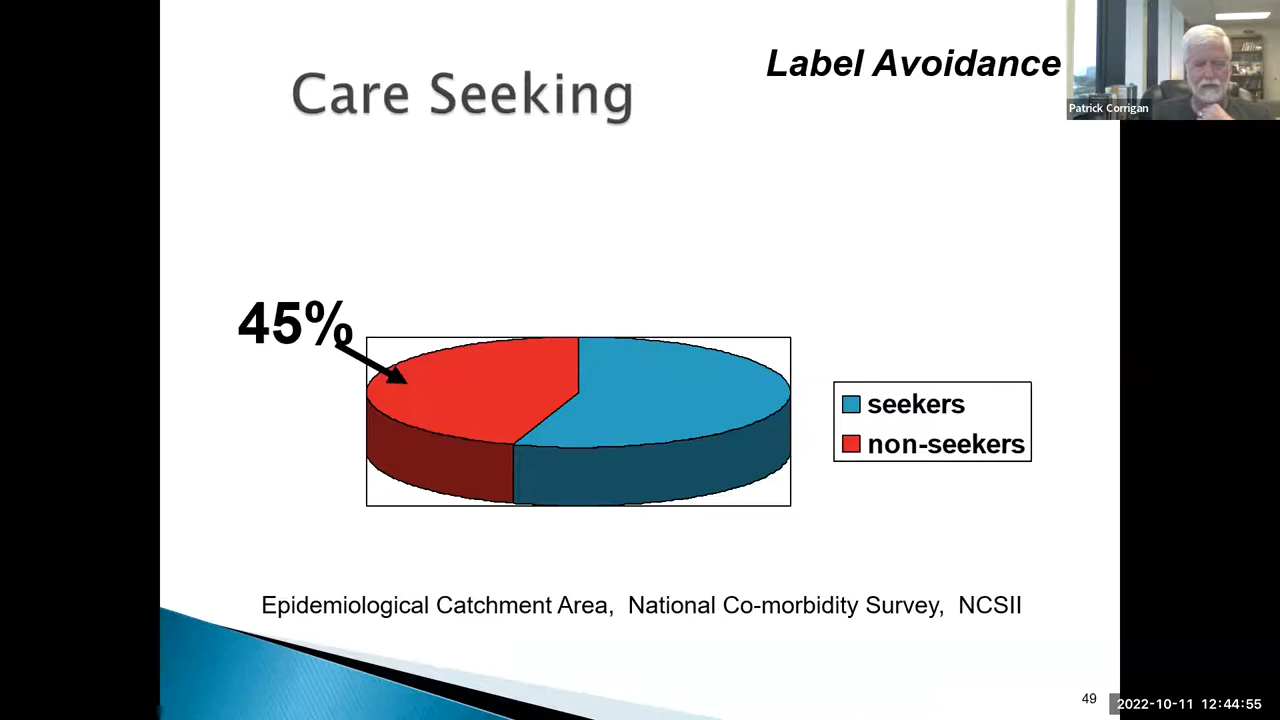 Label Avoidance
Care Seeking
Patrick Corrigan
45%
seekers
non-seekers
Epidemiological Catchment Area, National Co-morbidity Survey, NCSII
49
2022-10-11 12:44:55